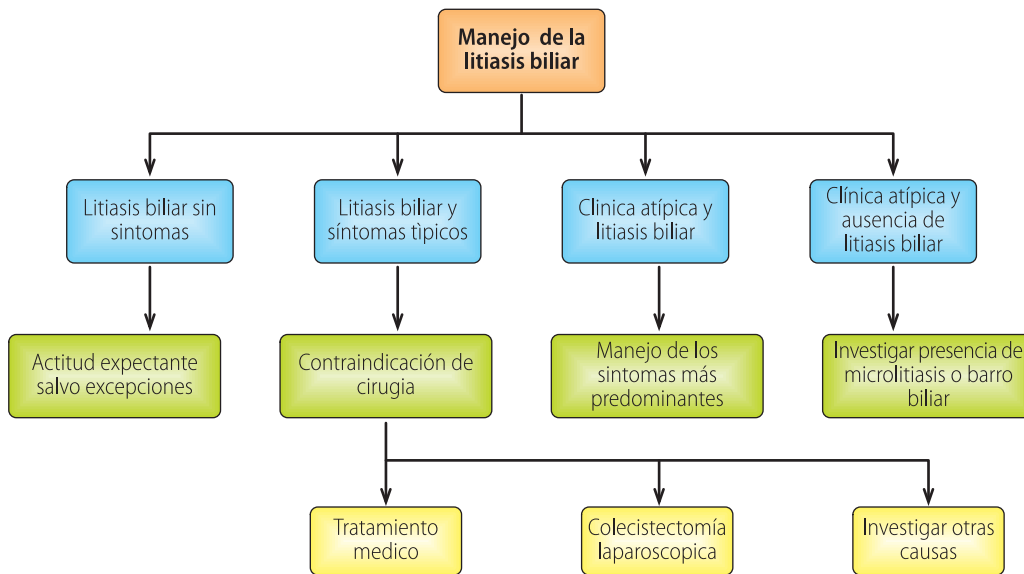 Manejo de la
litiasis biliar
Litiasis biliar sin
sintomas
Litiasis biliar y
síntomas tìpicos
Clinica atípica y
litiasis biliar
Clínica atípica y
ausencia de
litiasis biliar
Actitud expectante
salvo excepciones
Contraindicación de
cirugia
Manejo de los
sintomas más
predominantes
Investigar presencia de
microlitiasis o barro
biliar
Tratamiento
medico
Colecistectomía
laparoscopica
Investigar otras
causas